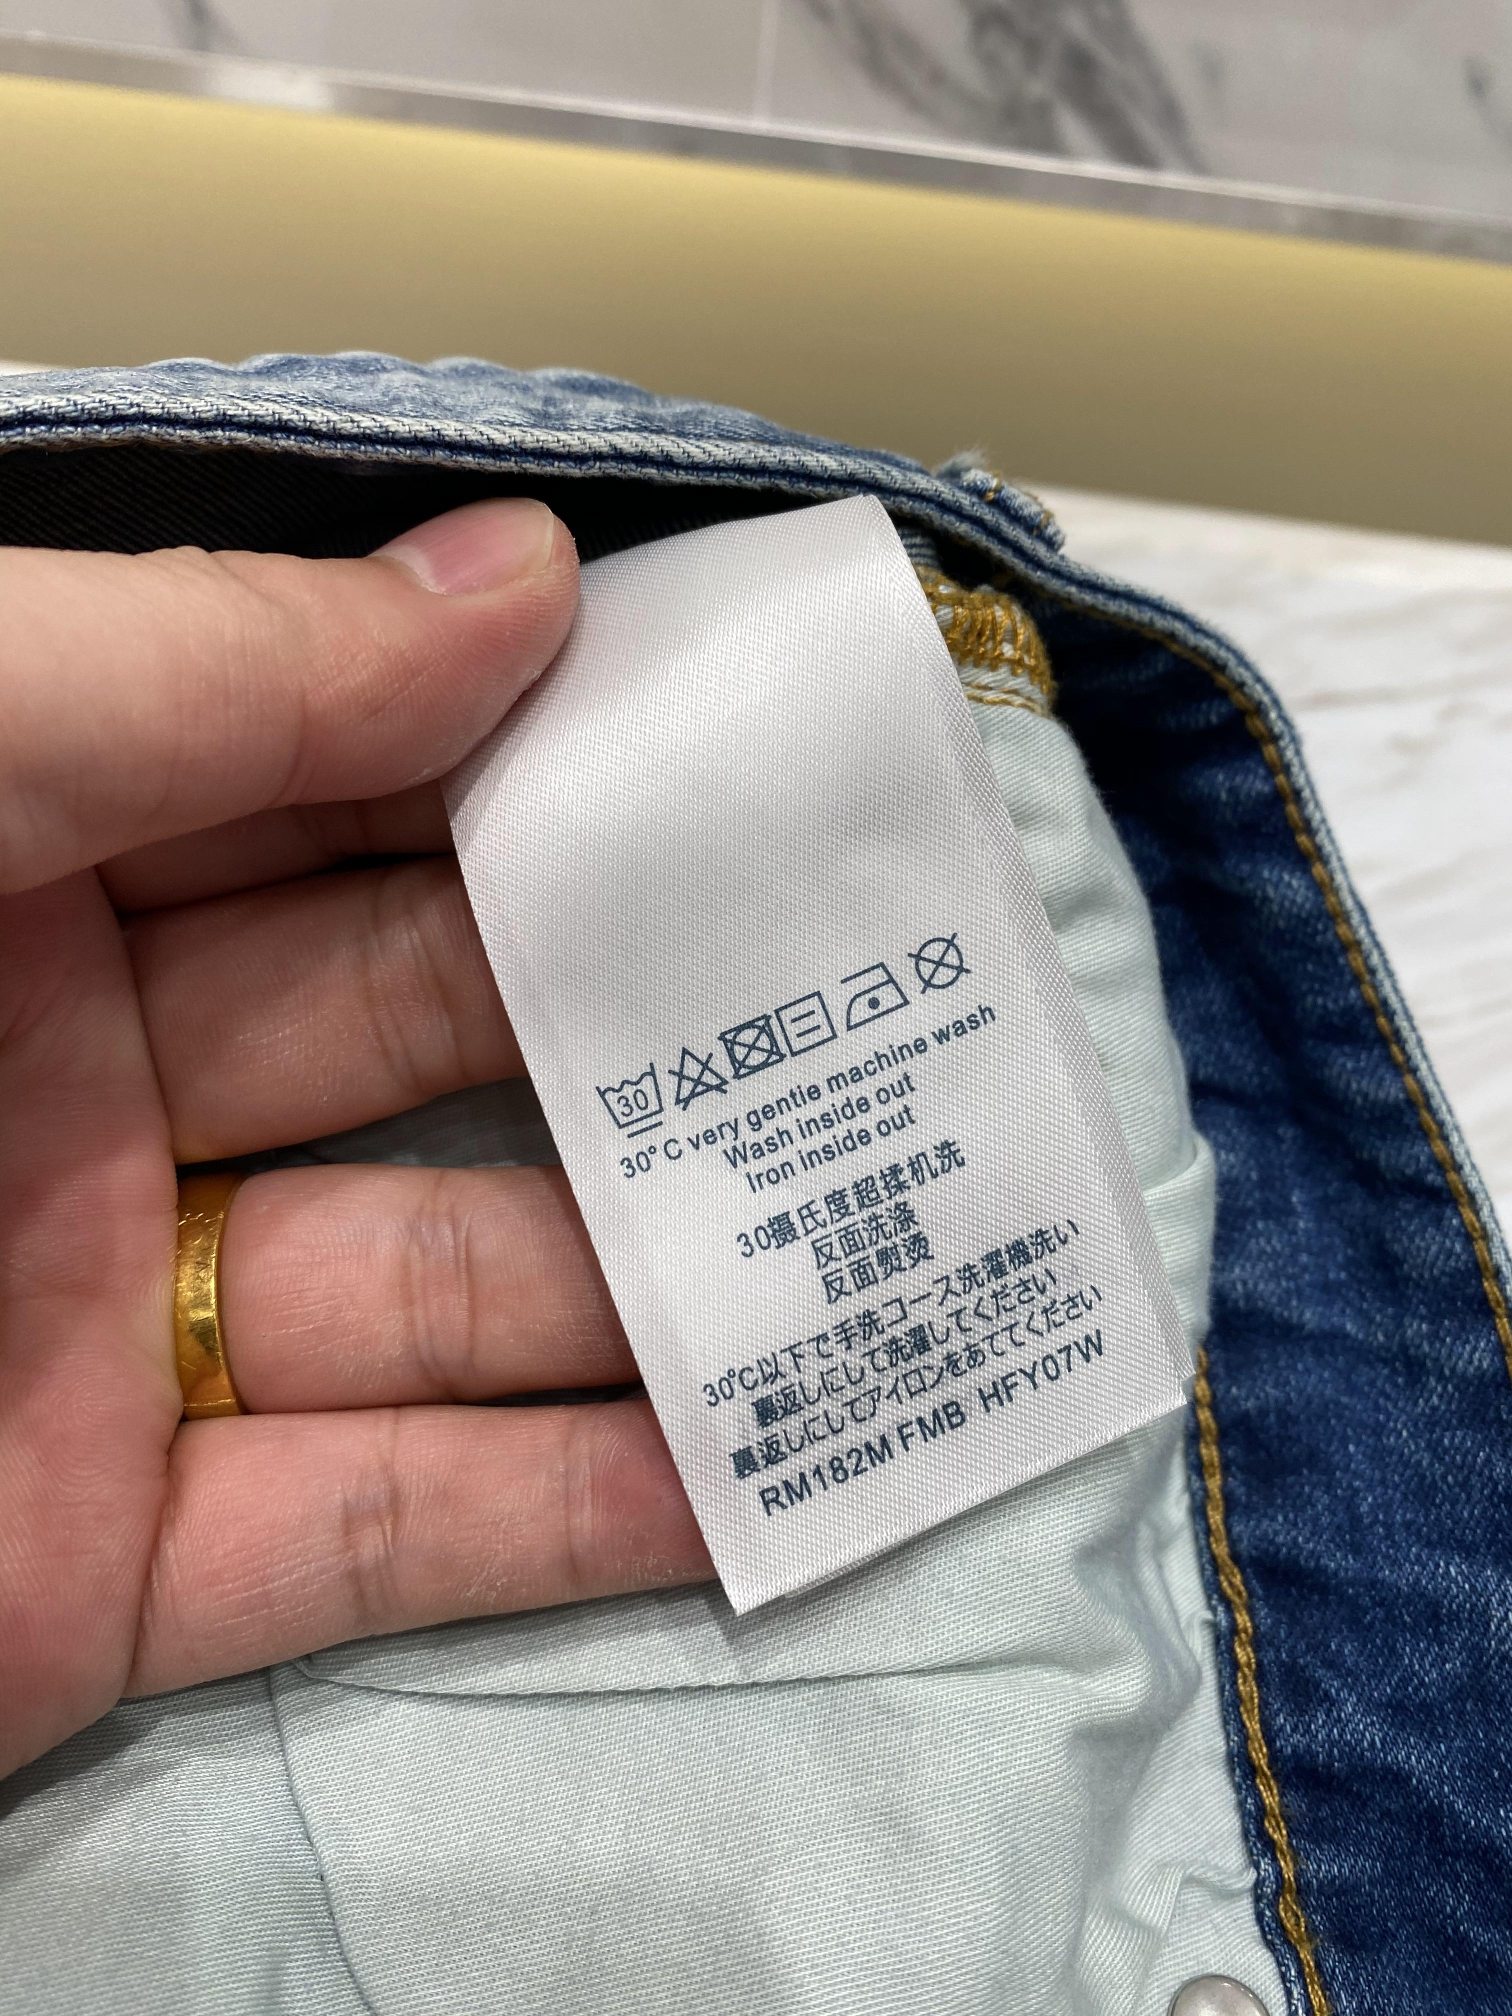 30
30°C very gentle machine wash
Wash inside out
Iron inside out
30摄氏度超揉机洗
反面洗涤
反面熨烫
30℃以下で手洗コース洗濯機洗い
裏返しにして洗濯してください
裏返しにしてアイロンをあててください
RM182M FMB HFY07W